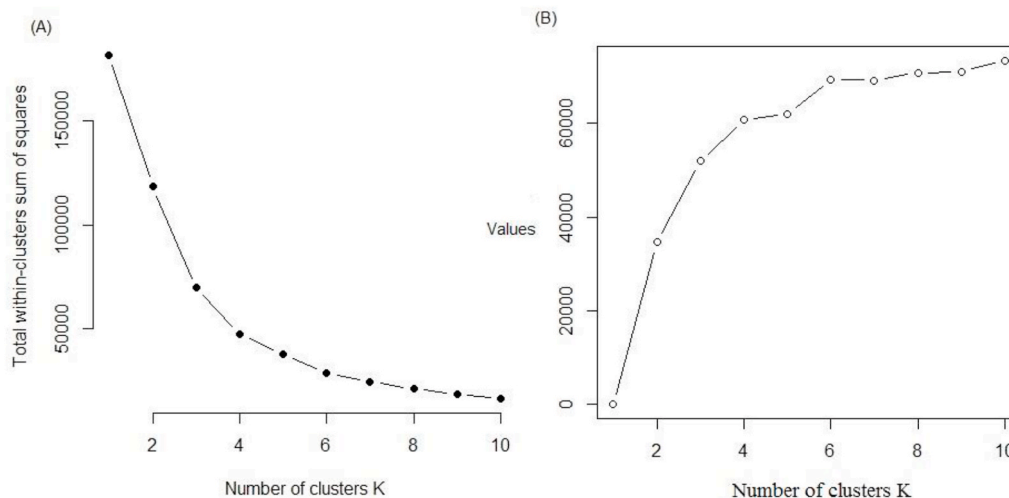 (A)
Total within-clusters sum of squares
150000
100000
50000
2 4 6 8 10
Number of clusters K
(B)
Values
60000
40000
20000
0
2 4 6 8 10
Number of clusters K